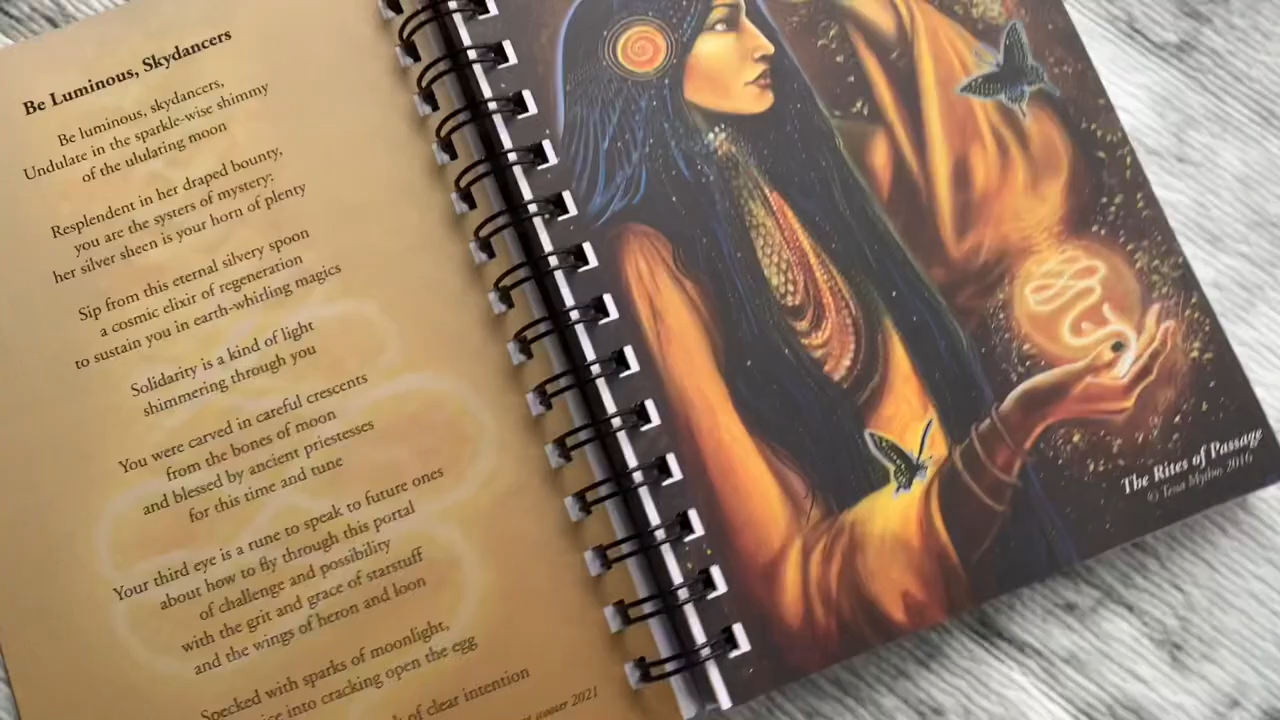 Be Luminous, Skydancers
Be luminous, skydancers,
Undulate in the sparkle-wise shimmy
of the ululating moon
Resplendent in her draped bounty,
you are the systers of mystery;
her silver sheen is your horn of plenty
Sip from this eternal silvery spoon
a cosmic elixir of regeneration
to sustain you in earth-whirling magics
Solidarity is a kind of light
shimmering through you
You were carved in careful crescents
from the bones of moon
and blessed by ancient priestesses
for this time and tune
Your third eye is a rune to speak to future ones
about how to fly through this portal
of challenge and possibility
with the grit and grace of starstuff
and the wings of heron and loon
Specked with sparks of moonlight,
into cracking open the egg
of clear intention
2021
The Rites of Passage
© Tessa Mythos 2016